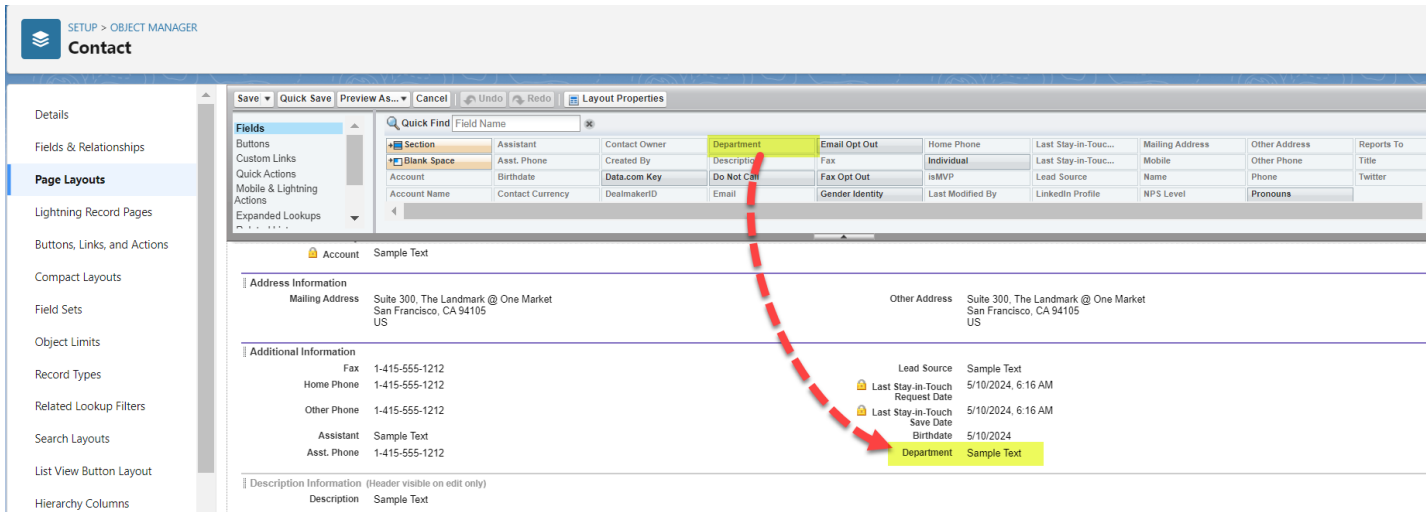 SETUP > OBJECT MANAGER
Contact
Details
Fields & Relationships
Page Layouts
Lightning Record Pages
Buttons, Links, and Actions
Compact Layouts
Field Sets
Object Limits
Record Types
Related Lookup Filters
Search Layouts
List View Button Layout
Hierarchy Columns
Save Quick Save Preview As... Cancel Undo Redo Layout Properties
Fields
Buttons
Custom Links
Quick Actions
Mobile & Lightning
Actions
Expanded Lookups
Quick Find Field Name
Section Assistant Contact Owner Department Email Opt Out Home Phone Last Stay-in-Touc... Mailing Address Other Address Reports To
Blank Space Asst. Phone Created By Description Fax Individual Last Stay-in-Touc... Mobile Other Phone Title
Account Birthdate Data.com Key Do Not Call Fax Opt Out isMVP Lead Source Name Phone Twitter
Account Name Contact Currency DealmakerID Email Gender Identity Last Modified By LinkedIn Profile NPS Level Pronouns
Account Sample Text
Address Information
Mailing Address Suite 300, The Landmark @ One Market
San Francisco, CA 94105
US
Other Address Suite 300, The Landmark @ One Market
San Francisco, CA 94105
US
Additional Information
Fax 1-415-555-1212
Home Phone 1-415-555-1212
Other Phone 1-415-555-1212
Assistant Sample Text
Asst. Phone 1-415-555-1212
Lead Source Sample Text
Last Stay-in-Touch 5/10/2024, 6:16 AM
Request Date
Last Stay-in-Touch 5/10/2024, 6:16 AM
Save Date
Birthdate 5/10/2024
Department Sample Text
Description Information (Header visible on edit only)
Description Sample Text